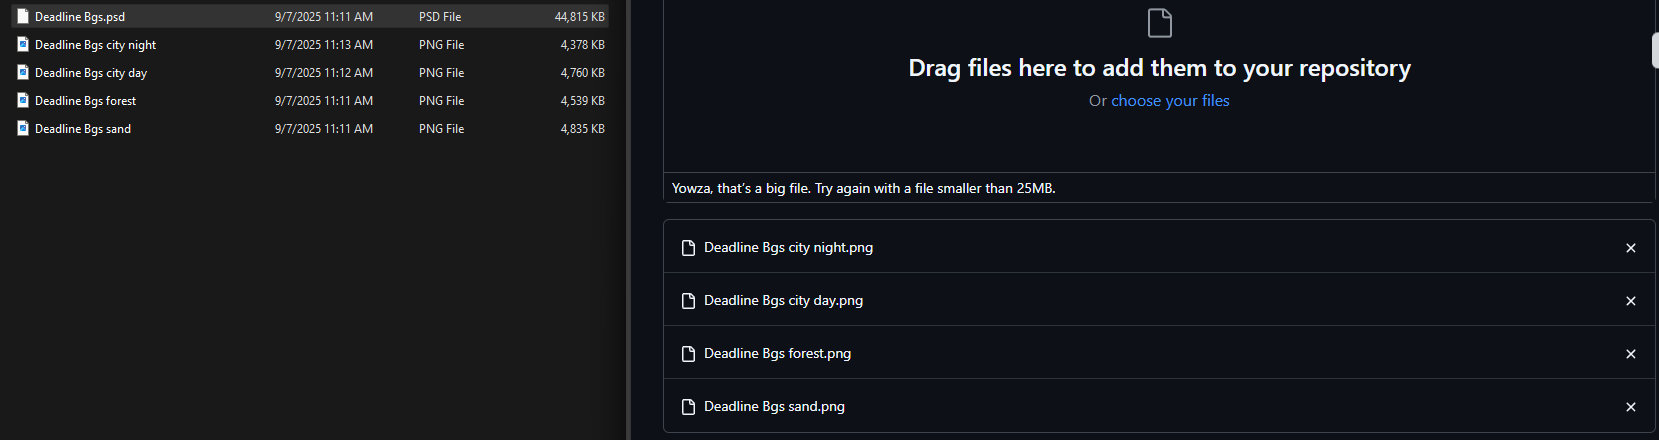 Deadline Bgs.psd 9/7/2025 11:11 AM PSD File 44,815 KB
Deadline Bgs city night 9/7/2025 11:13 AM PNG File 4,378 KB
Deadline Bgs city day 9/7/2025 11:12 AM PNG File 4,760 KB
Deadline Bgs forest 9/7/2025 11:11 AM PNG File 4,539 KB
Deadline Bgs sand 9/7/2025 11:11 AM PNG File 4,835 KB
Drag files here to add them to your repository
Or choose your files
Yowza, that’s a big file. Try again with a file smaller than 25MB.
Deadline Bgs city night.png
Deadline Bgs city day.png
Deadline Bgs forest.png
Deadline Bgs sand.png